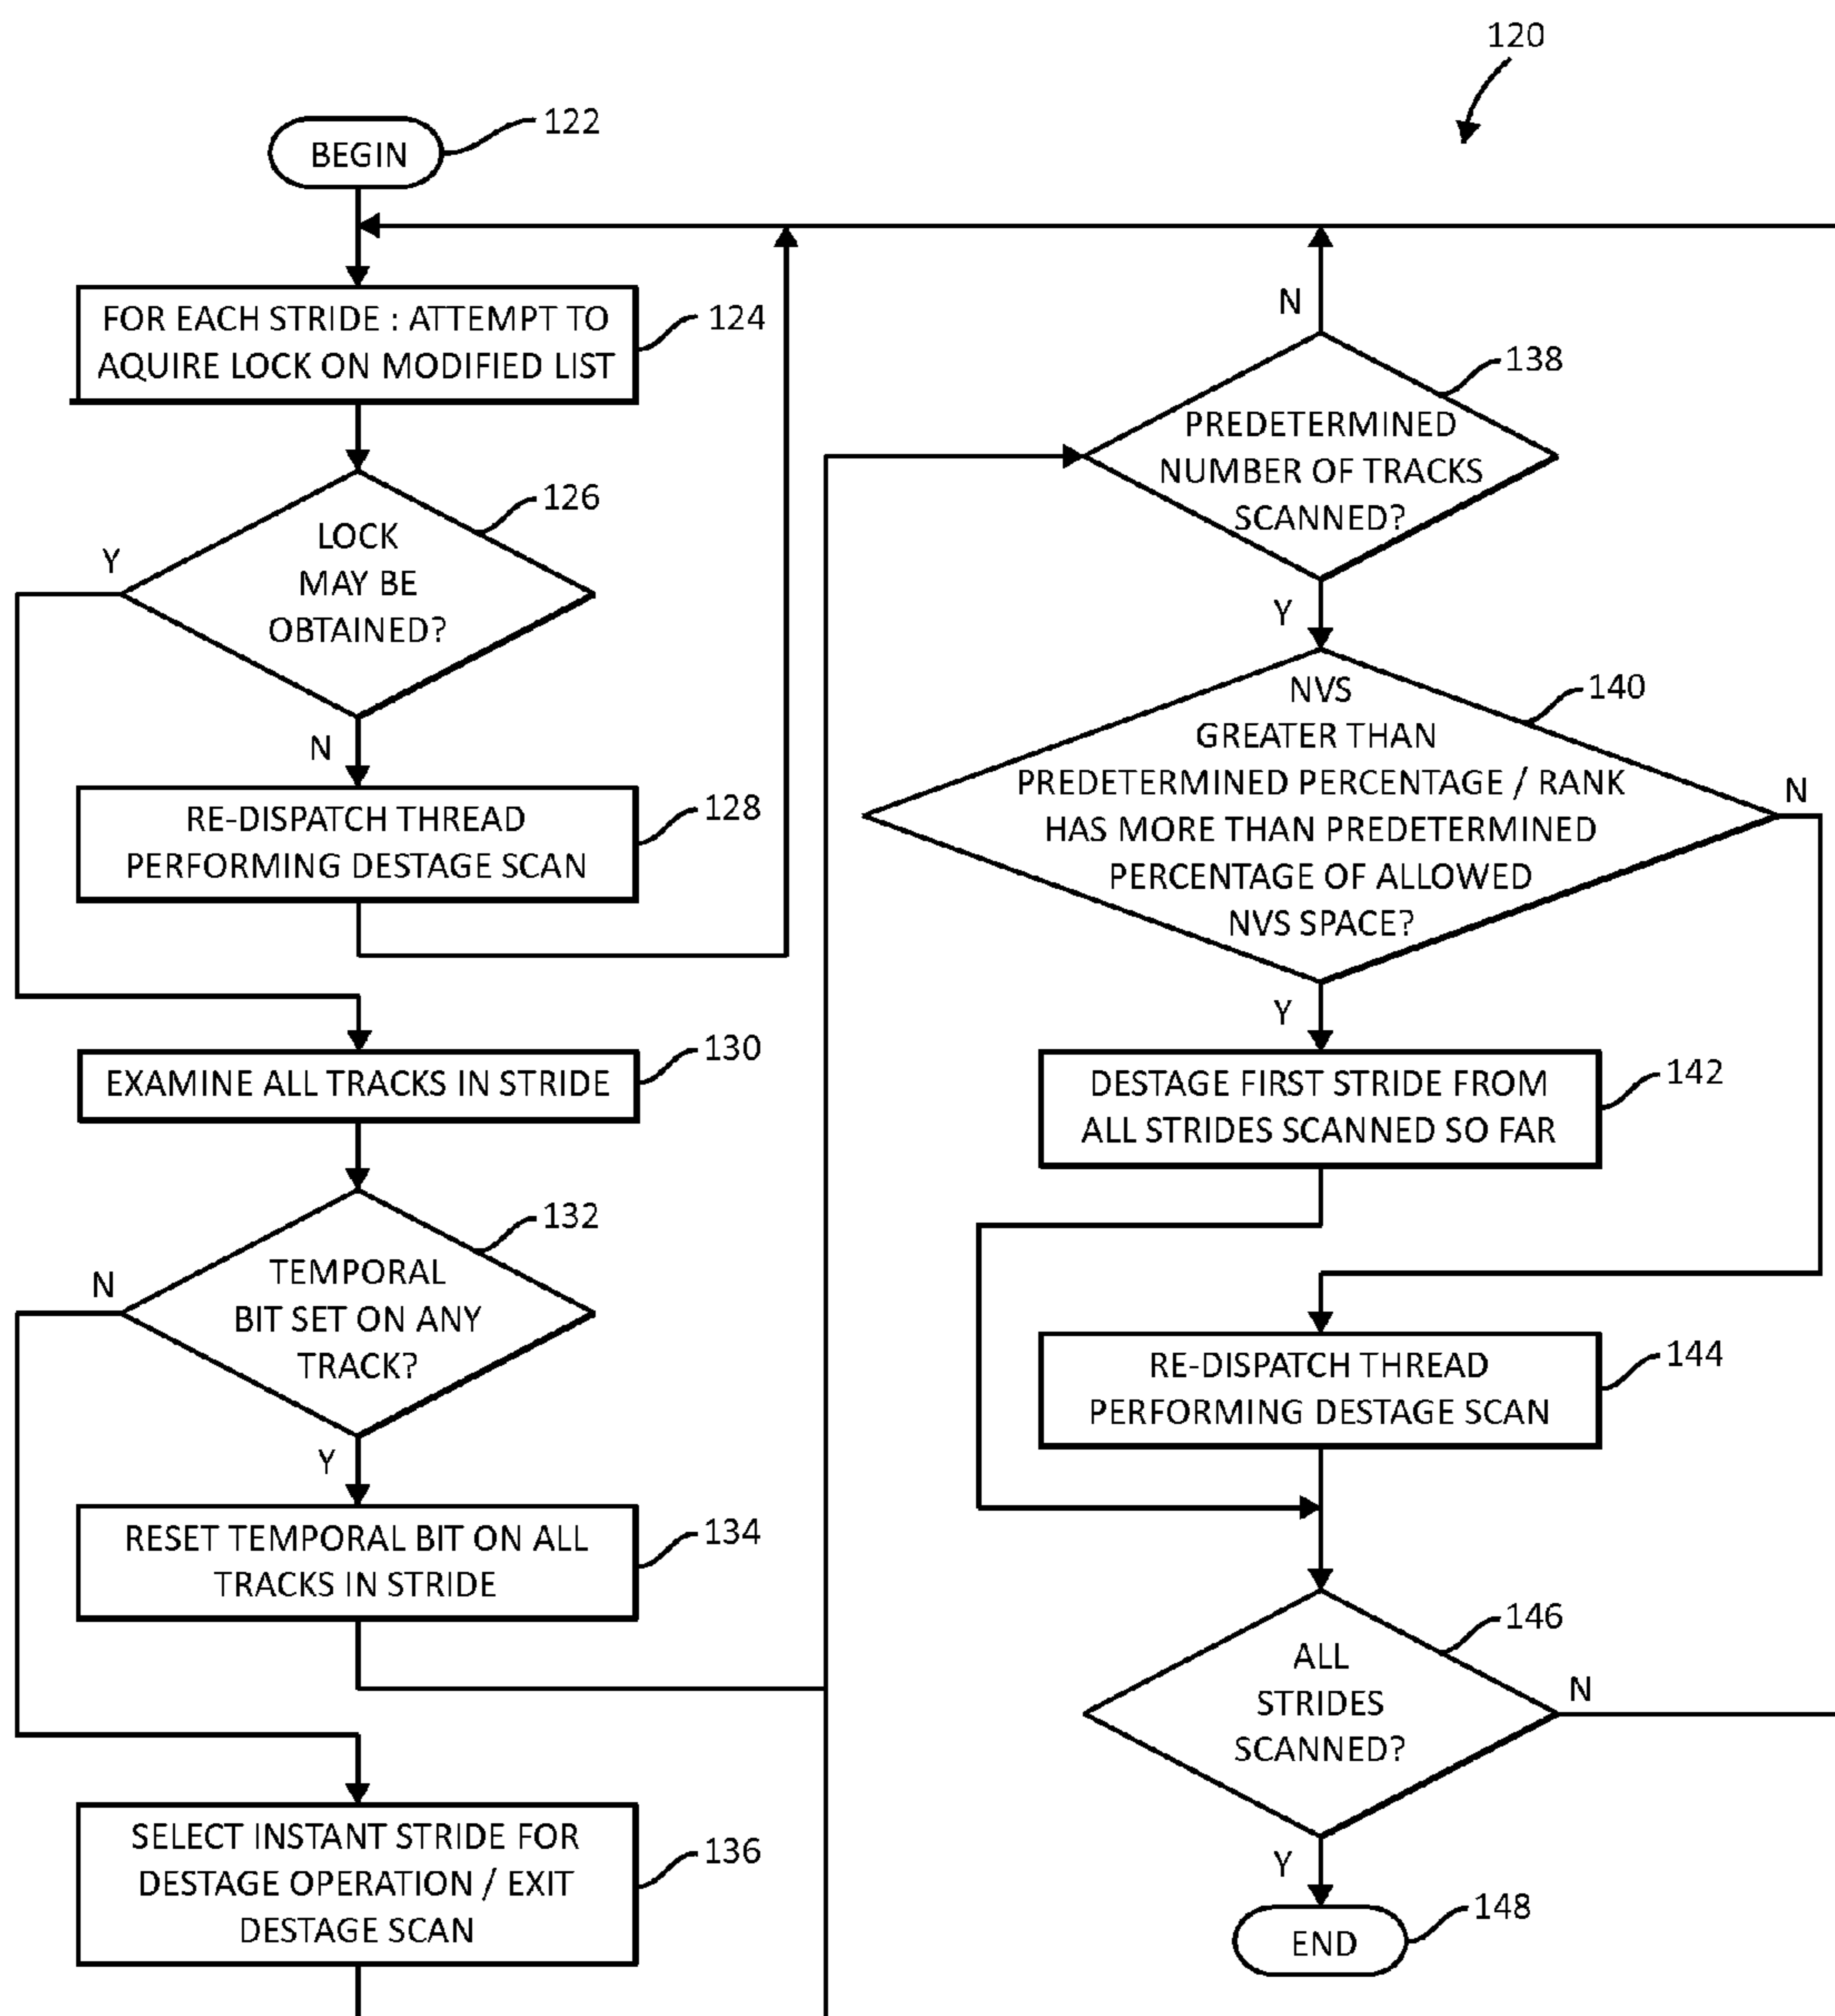 120
BEGIN
122
FOR EACH STRIDE : ATTEMPT TO
AQUIRE LOCK ON MODIFIED LIST
124
LOCK
MAY BE
OBTAINED?
126
Y
N
RE-DISPATCH THREAD
PERFORMING DESTAGE SCAN
128
EXAMINE ALL TRACKS IN STRIDE
130
TEMPORAL
BIT SET ON ANY
TRACK?
132
N
Y
RESET TEMPORAL BIT ON ALL
TRACKS IN STRIDE
134
SELECT INSTANT STRIDE FOR
DESTAGE OPERATION / EXIT
DESTAGE SCAN
136
N
PREDETERMINED
NUMBER OF TRACKS
SCANNED?
138
Y
NVS
GREATER THAN
PREDETERMINED PERCENTAGE / RANK
HAS MORE THAN PREDETERMINED
PERCENTAGE OF ALLOWED
NVS SPACE?
140
N
Y
DESTAGE FIRST STRIDE FROM
ALL STRIDES SCANNED SO FAR
142
RE-DISPATCH THREAD
PERFORMING DESTAGE SCAN
144
ALL
STRIDES
SCANNED?
146
N
Y
END
148